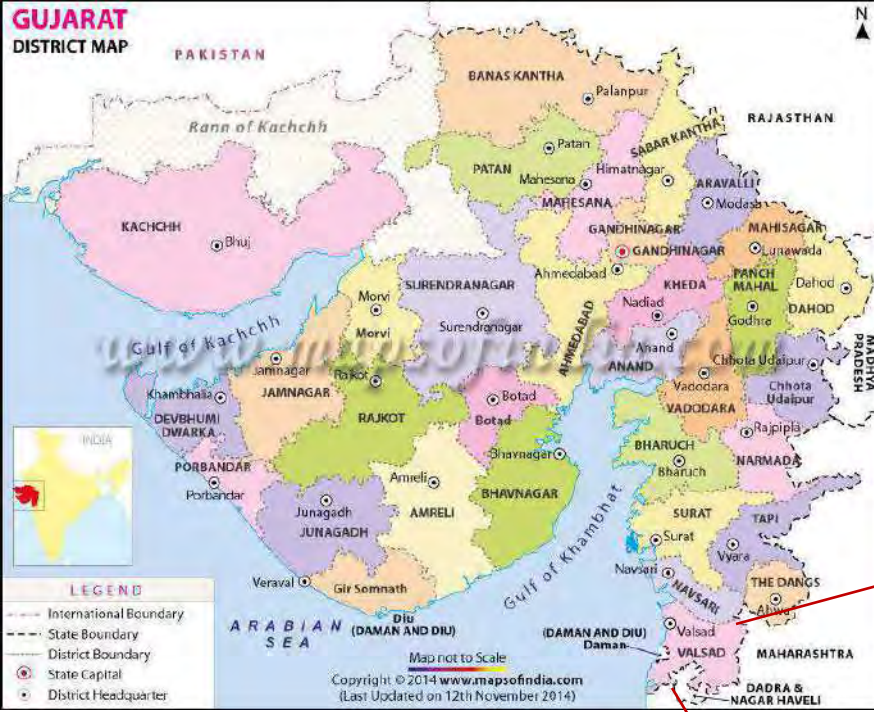 GUJARAT
DISTRICT MAP
N
PAKISTAN
BANAS KANTHA
Palanpur
Rann of Kachchh
RAJASTHAN
SABAR KANTHA
Patan
PATAN
Himatnagar
Mahesana
ARAVALLI
MAHESANA
Modasa
KACHCHH
GANDHINAGAR
MAHISAGAR
Bhuj
GANDHINAGAR
Lunawada
Ahmedabad
PANCH
MAHAL
Dahod
SURENDRANAGAR
KHEDA
Morvi
Nadiad
DAHOD
Godhra
Surendranagar
Morvi
AHMEDABAD
Gulf of Kachchh
Anand
MADHYA
PRADESH
www.mapsofindia.com
Jamnagar
ANAND
Chhota Udaipur
Rajkot
Vadodara
Khambhalia
JAMNAGAR
Botad
Chhota
Udaipur
VADODARA
DEVBHUMI
DWARKA
RAJKOT
Botad
Rajpipla
INDIA
BHARUCH
Bhavnagar
NARMADA
PORBANDAR
Bharuch
Porbandar
Amreli
BHAVNAGAR
Junagadh
AMRELI
SURAT
TAPI
JUNAGADH
Gulf of Khambhat
Surat
Vyara
Navsari
Veraval
Gir Somnath
NAVSARI
THE DANGS
Ahwa
LEGEND
International Boundary
State Boundary
District Boundary
State Capital
District Headquarter
ARABIAN
SEA
Diu
(DAMAN AND DIU)
(DAMAN AND DIU)
Daman
Valsad
VALSAD
MAHARASHTRA
Map not to Scale
Copyright © 2014 www.mapsofindia.com
(Last Updated on 12th November 2014)
DADRA &
NAGAR HAVELI